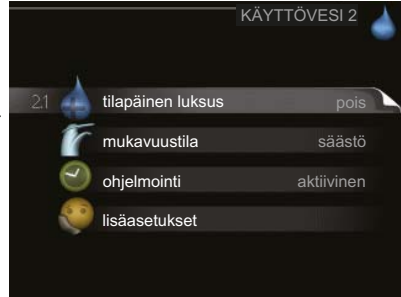 KÄYTTÖVESI 2
2.1 tilapäinen luksus pois
mukavuustila säästö
ohjelmointi aktiivinen
lisäasetukset